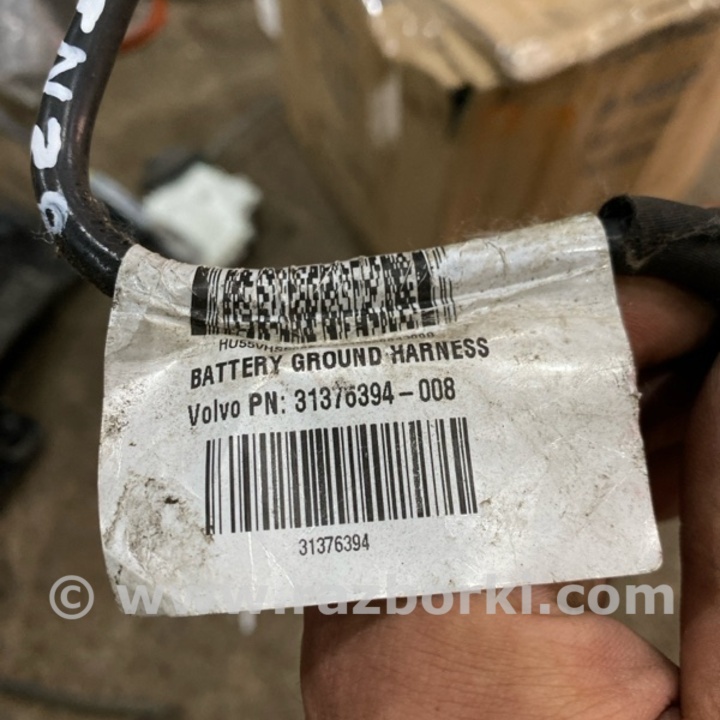 BATTERY GROUND HARNESS
Volvo PN: 31376394-008
31376394
© www.razborki.com